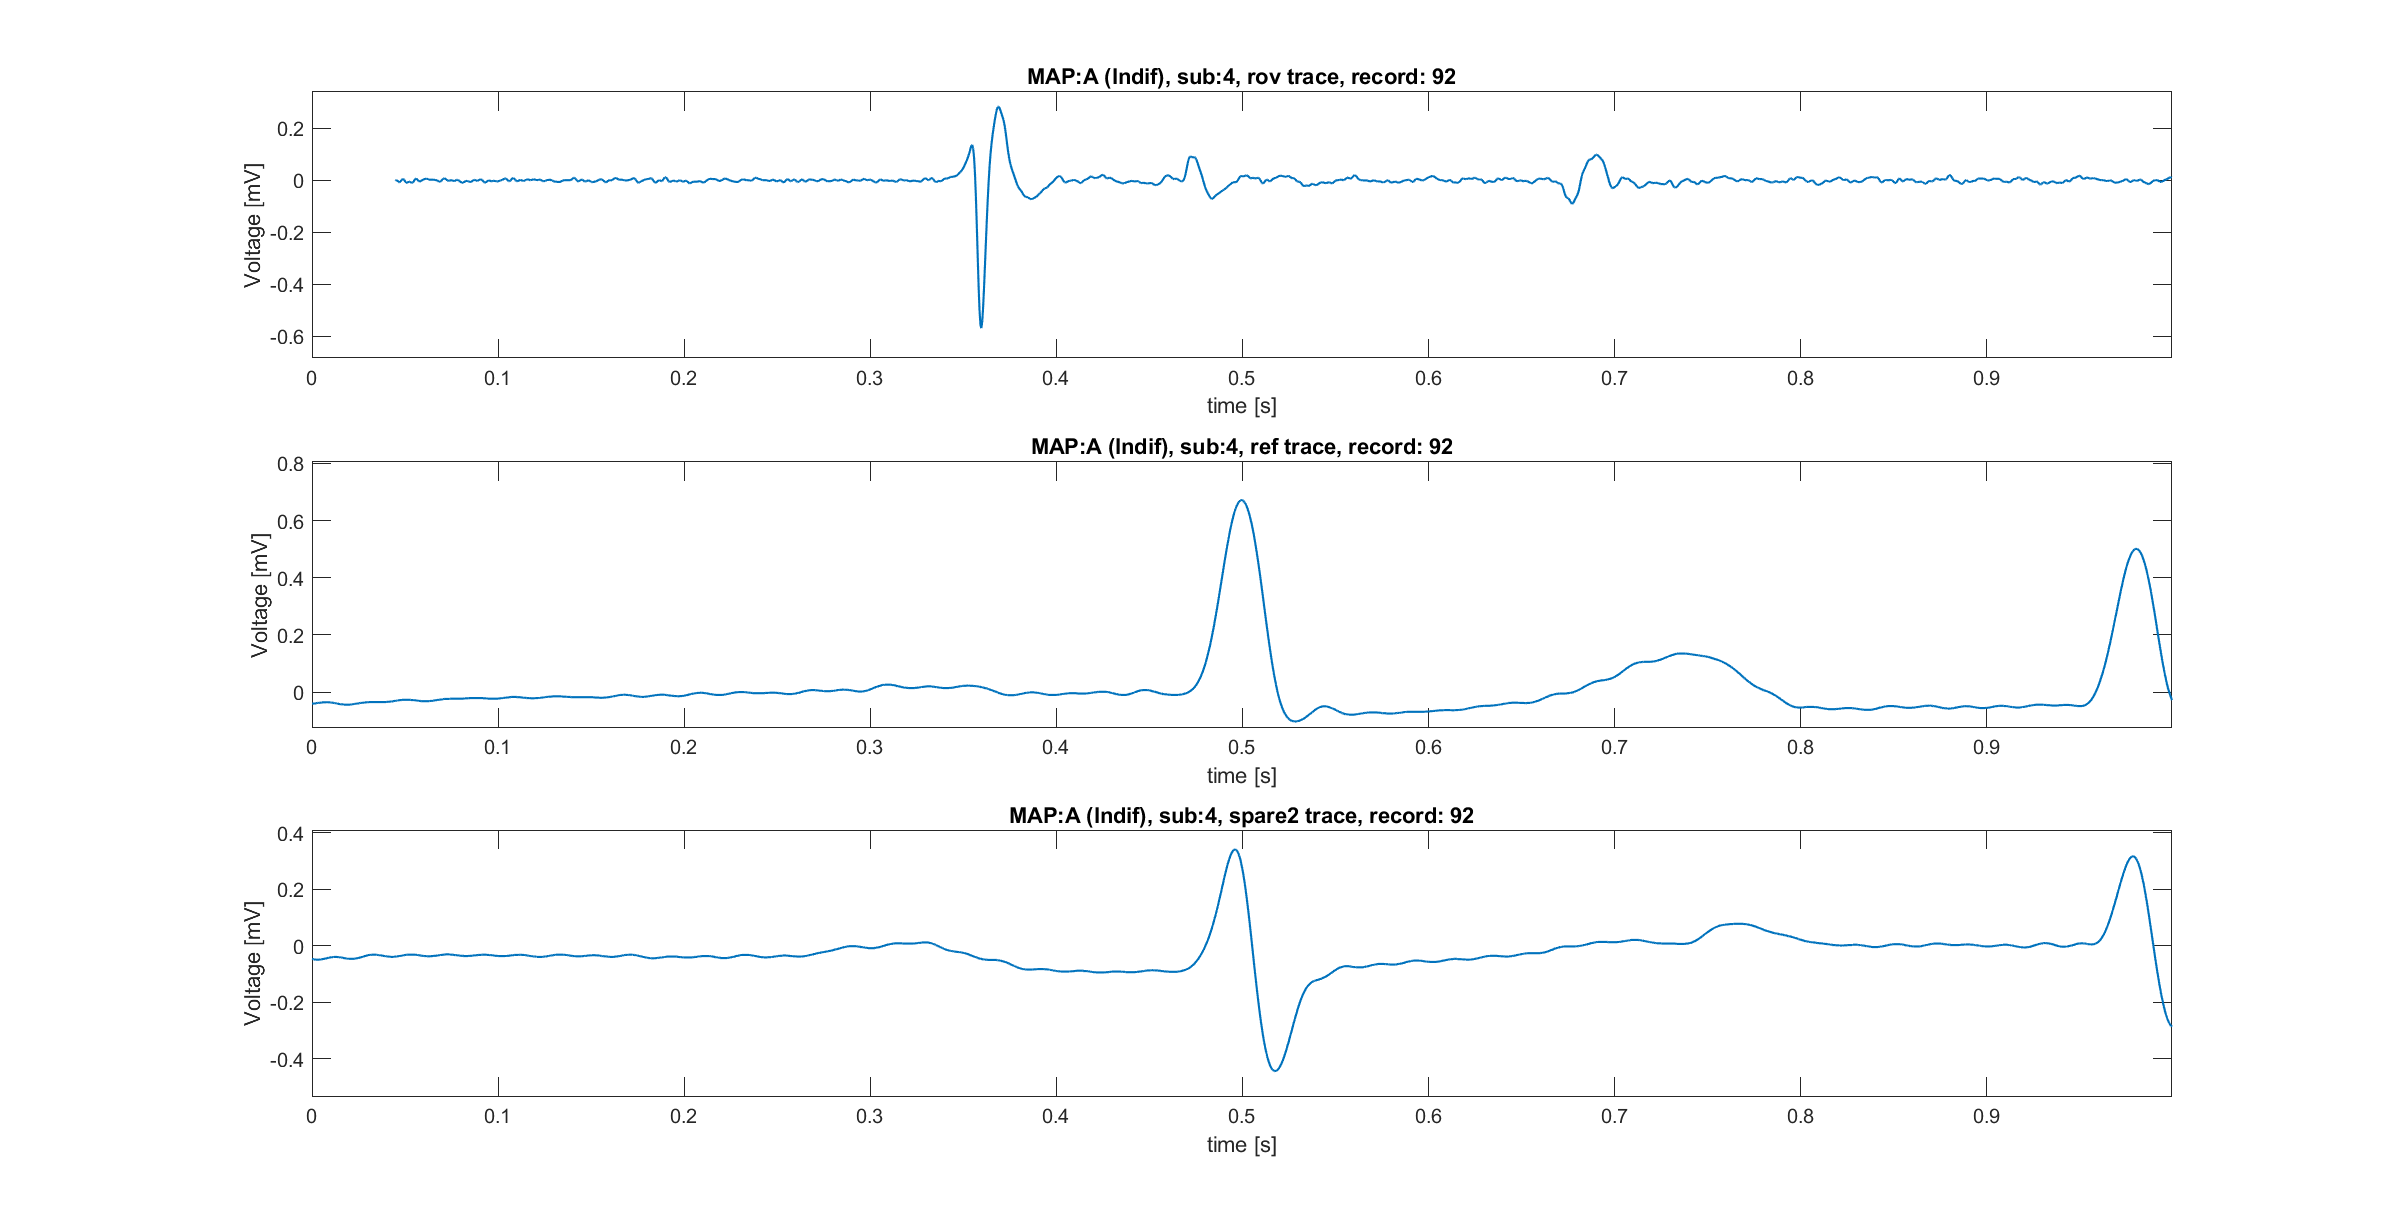 MAP:A (Indif), sub:4, rov trace, record: 92
Voltage [mV]
0.2
0
-0.2
-0.4
-0.6
0 0.1 0.2 0.3 0.4 0.5 0.6 0.7 0.8 0.9
time [s]
MAP:A (Indif), sub:4, ref trace, record: 92
Voltage [mV]
0.8
0.6
0.4
0.2
0
0 0.1 0.2 0.3 0.4 0.5 0.6 0.7 0.8 0.9
time [s]
MAP:A (Indif), sub:4, spare2 trace, record: 92
Voltage [mV]
0.4
0.2
0
-0.2
-0.4
0 0.1 0.2 0.3 0.4 0.5 0.6 0.7 0.8 0.9
time [s]